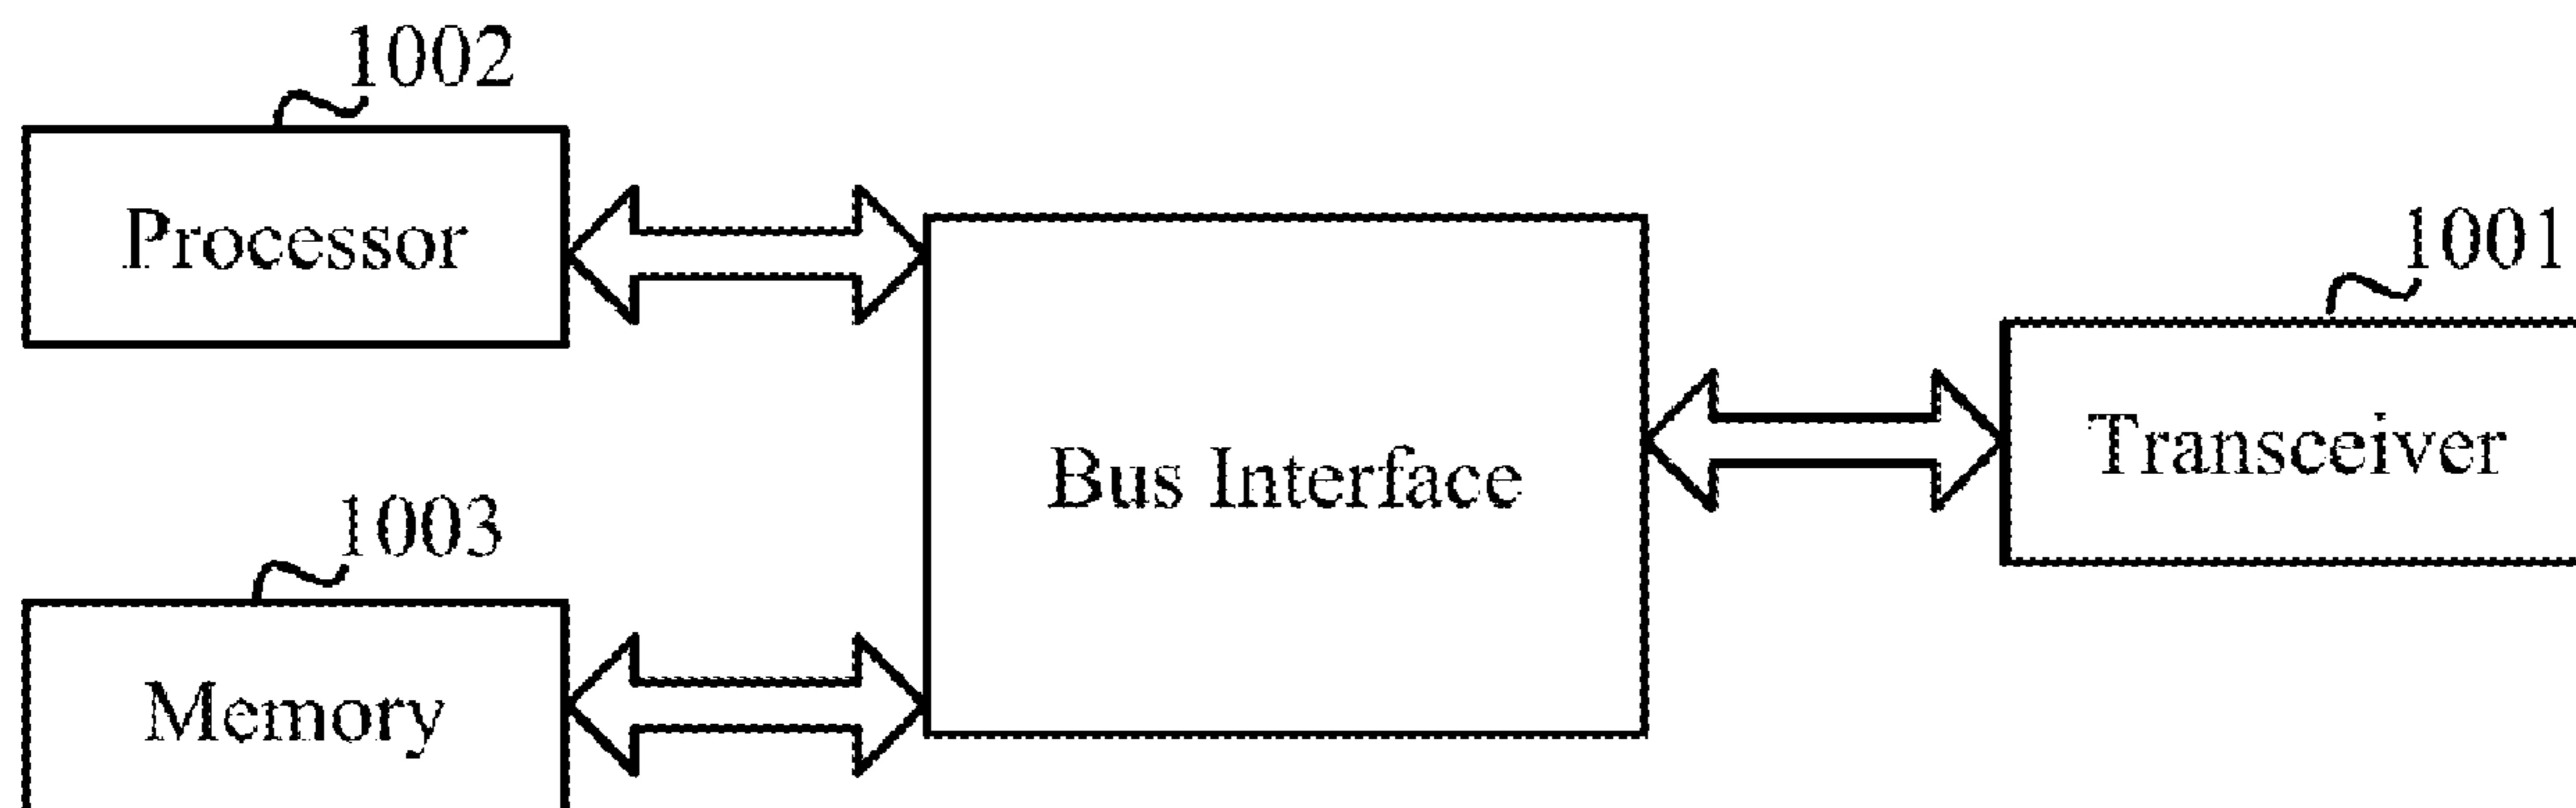 1002
Processor
1001
Transceiver
Bus Interface
1003
Memory